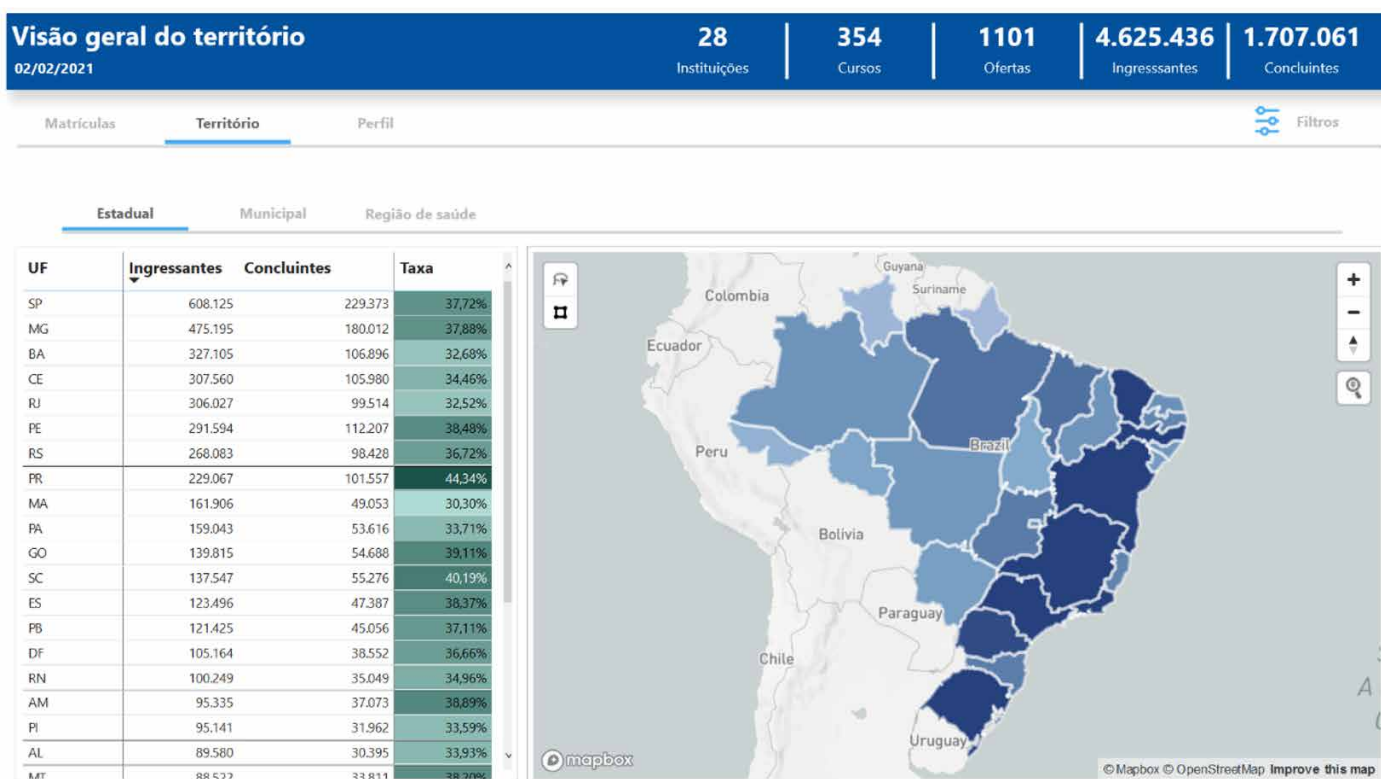 Visão geral do território
02/02/2021
28
Instituições
354
Cursos
1101
Ofertas
4.625.436
Ingresssantes
1.707.061
Concluintes
Matrículas Território Perfil
Filtros
Estadual Municipal Região de saúde
UF Ingressantes Concluintes Taxa
SP 608.125 229.373 37,72%
MG 475.195 180.012 37,88%
BA 327.105 106.896 32,68%
CE 307.560 105.980 34,46%
RJ 306.027 99.514 32,52%
PE 291.594 112.207 38,48%
RS 268.083 98.428 36,72%
PR 229.067 101.557 44,34%
MA 161.906 49.053 30,30%
PA 159.043 53.616 33,71%
GO 139.815 54.688 39,11%
SC 137.547 55.276 40,19%
ES 123.496 47.387 38,37%
PB 121.425 45.056 37,11%
DF 105.164 38.552 36,66%
RN 100.249 35.049 34,96%
AM 95.335 37.073 38,89%
PI 95.141 31.962 33,59%
AL 89.580 30.395 33,93%
MT 88.522 33.811 38,20%
Guyana
Suriname
Colombia
Ecuador
Peru
Brazil
Bolivia
Paraguay
Chile
Uruguay
A
mapbox
© Mapbox © OpenStreetMap Improve this map